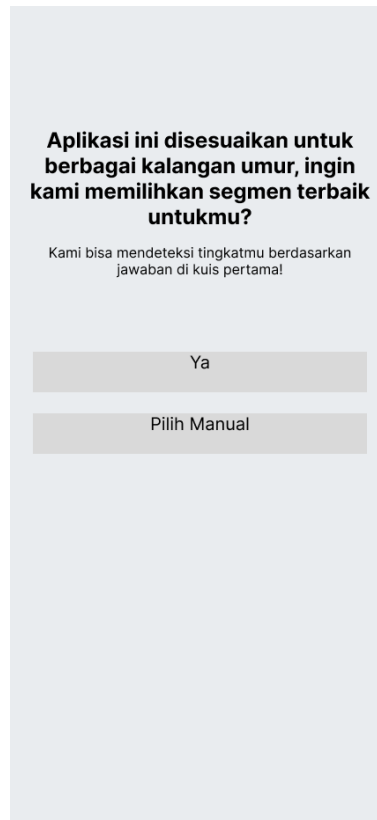 Aplikasi ini disesuaikan untuk
berbagai kalangan umur, ingin
kami memilihkan segmen terbaik
untukmu?
Kami bisa mendeteksi tingkatmu berdasarkan
jawaban di kuis pertama!
Ya
Pilih Manual